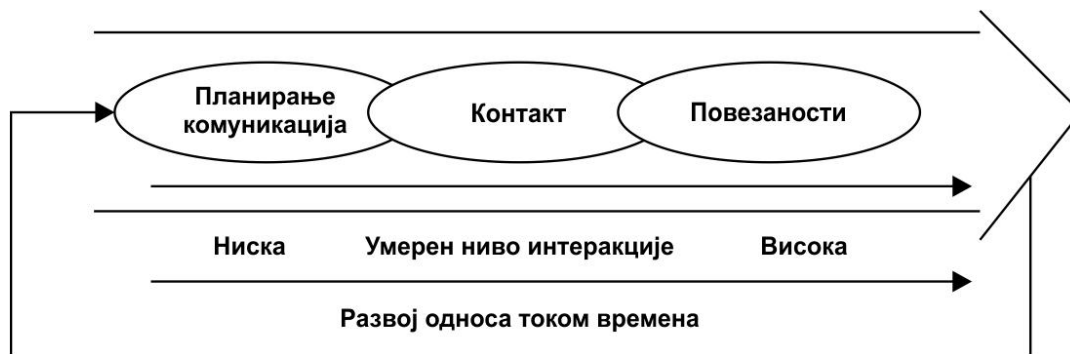 Планирање
комуникација
Контакт
Повезаности
Ниска
Умерен ниво интеракције
Висока
Развој односа током времена